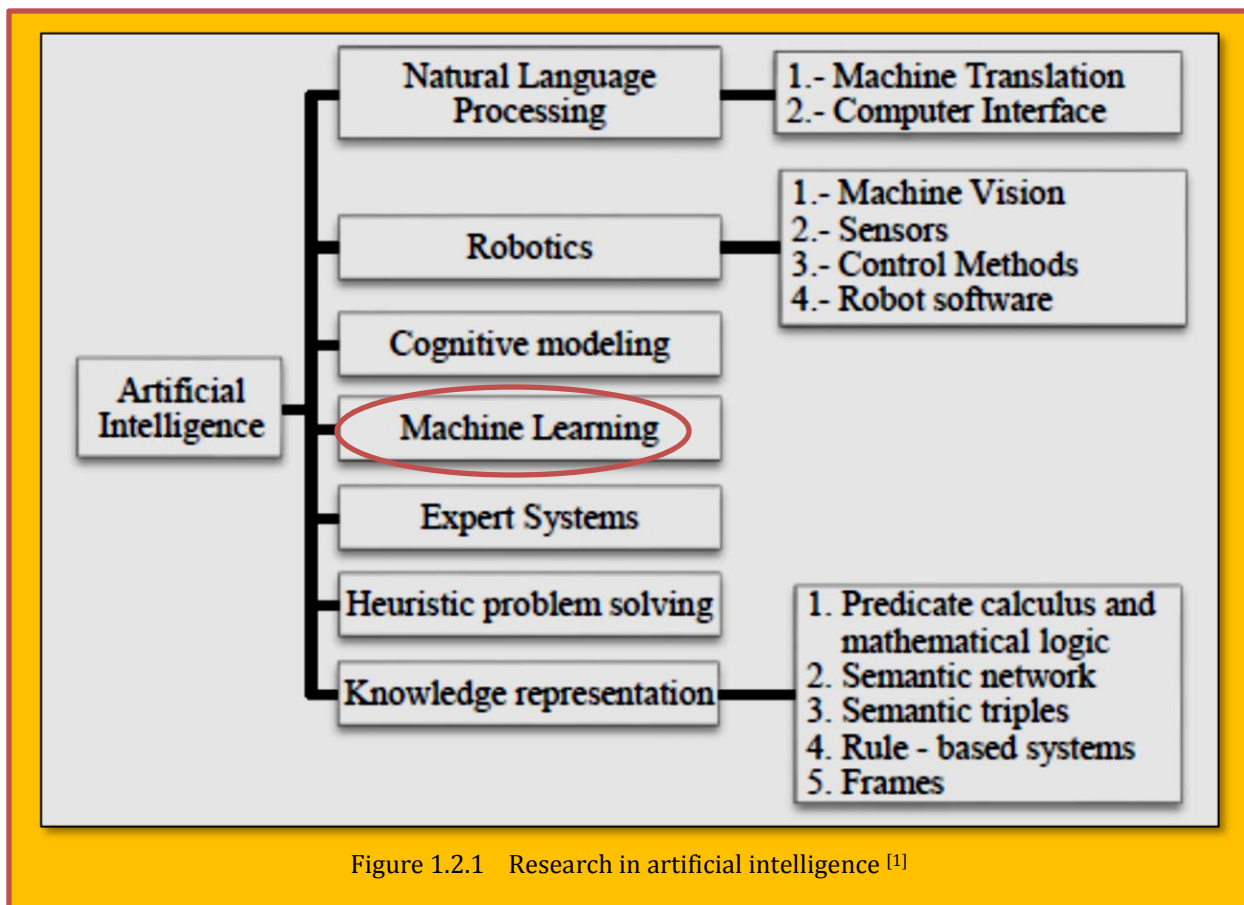 Natural Language
Processing
1.- Machine Translation
2.- Computer Interface
Robotics
1.- Machine Vision
2.- Sensors
3.- Control Methods
4.- Robot software
Cognitive modeling
Artificial
Intelligence
Machine Learning
Expert Systems
Heuristic problem solving
Knowledge representation
1. Predicate calculus and
mathematical logic
2. Semantic network
3. Semantic triples
4. Rule - based systems
5. Frames
Figure 1.2.1 Research in artificial intelligence [1]